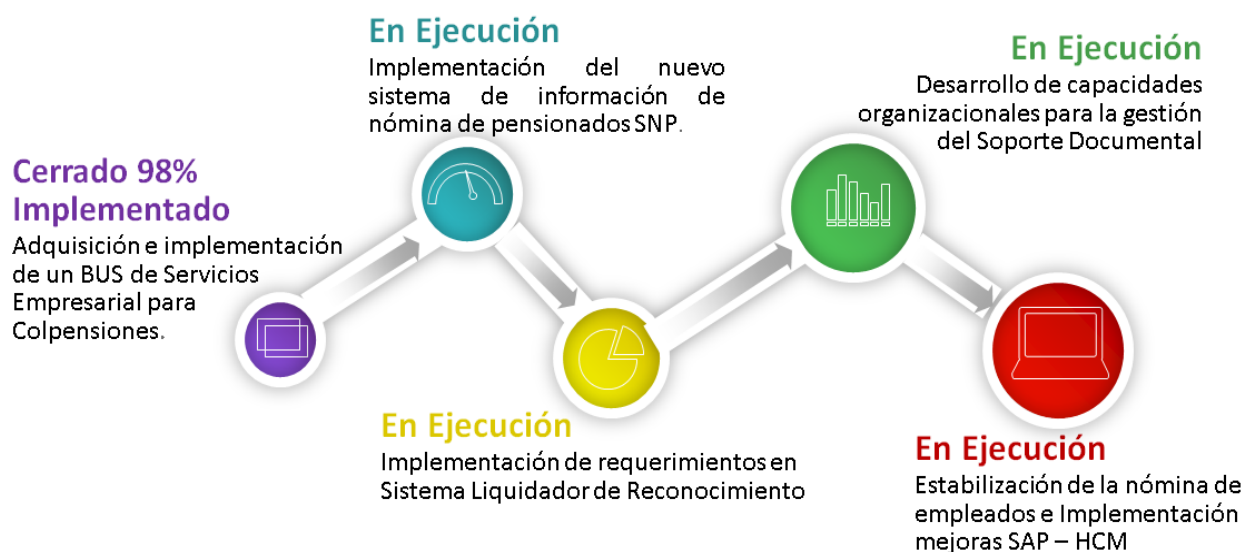 Cerrado 98%
Implementado
Adquisición e implementación
de un BUS de Servicios
Empresarial para
Colpensiones.
En Ejecución
Implementación del nuevo
sistema de información de
nómina de pensionados SNP.
En Ejecución
Implementación de requerimientos en
Sistema Liquidador de Reconocimiento
En Ejecución
Desarrollo de capacidades
organizacionales para la gestión
del Soporte Documental
En Ejecución
Estabilización de la nómina de
empleados e Implementación
mejoras SAP – HCM